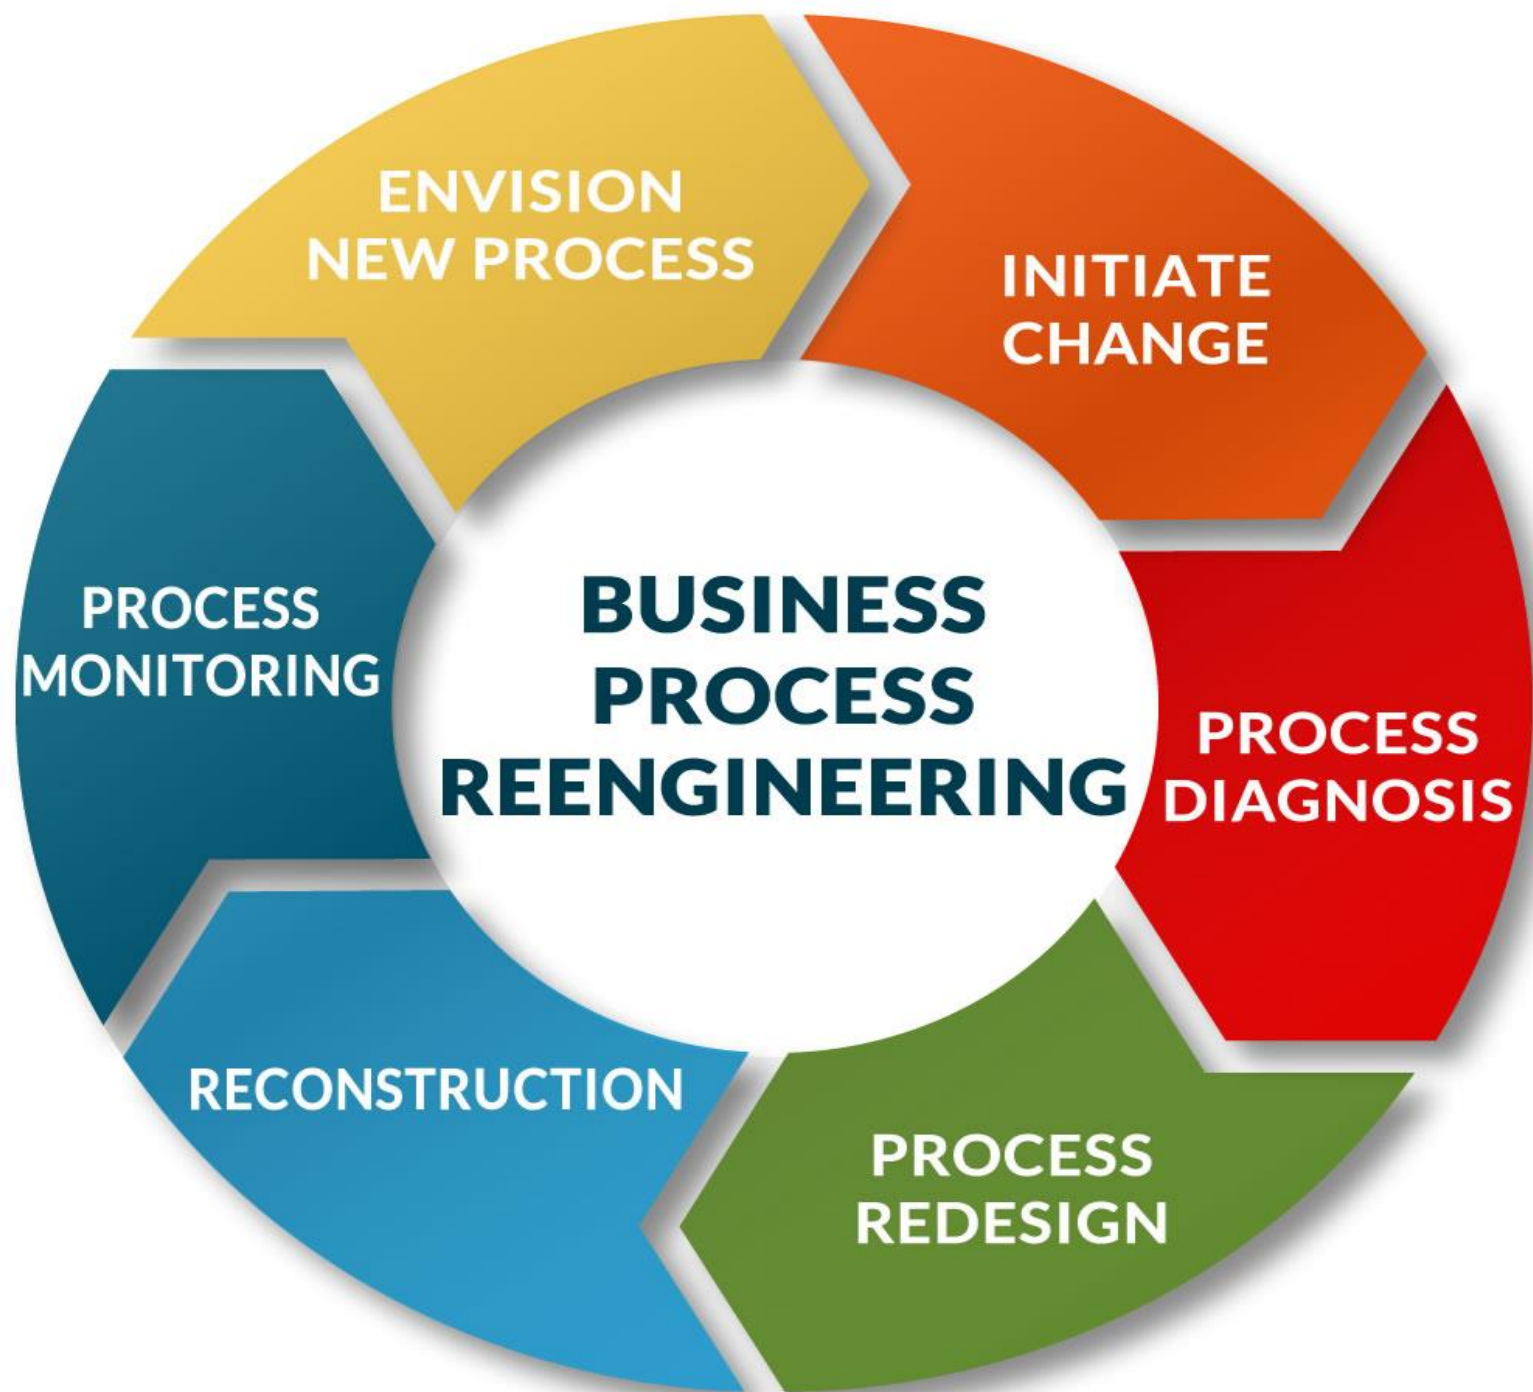 ENVISION
NEW PROCESS
INITIATE
CHANGE
PROCESS
DIAGNOSIS
PROCESS
REDESIGN
RECONSTRUCTION
PROCESS
MONITORING
BUSINESS
PROCESS
REENGINEERING